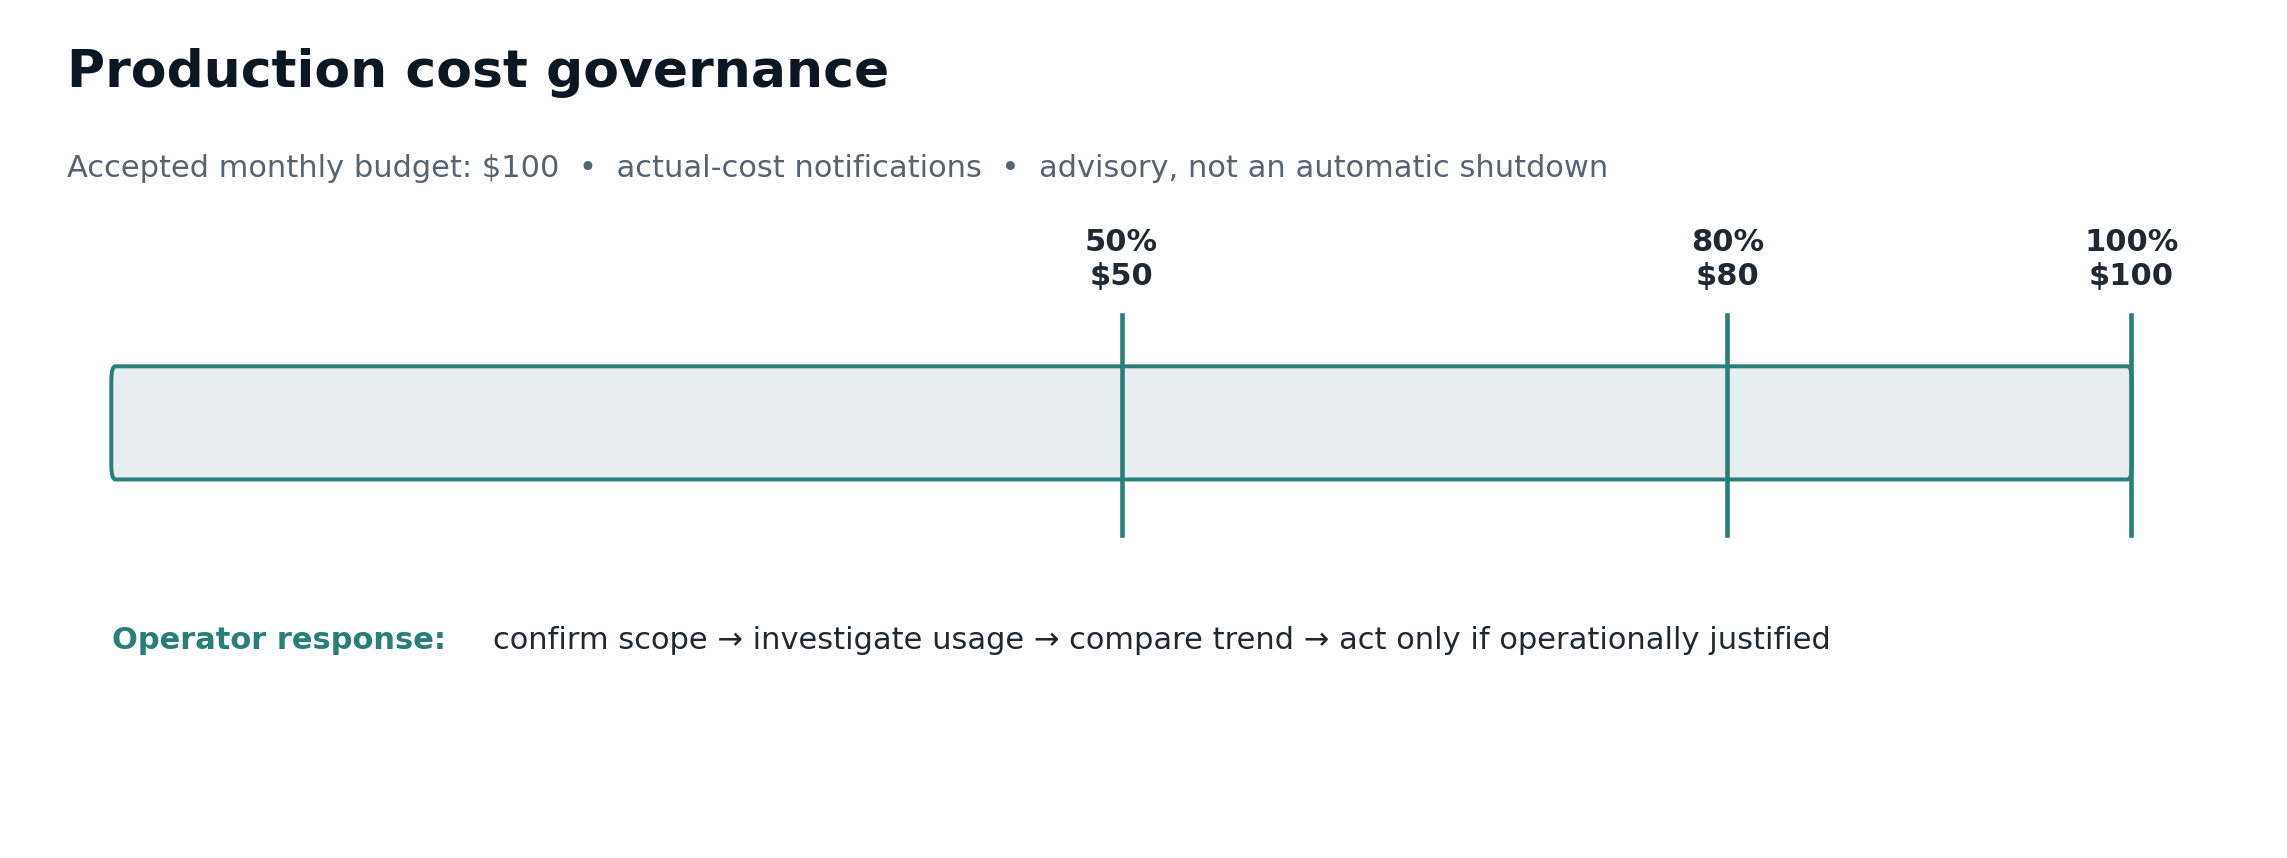 Production cost governance
Accepted monthly budget: $100 • actual-cost notifications • advisory, not an automatic shutdown
50% 80% 100%
$50 $80 $100
Operator response: confirm scope → investigate usage → compare trend → act only if operationally justified